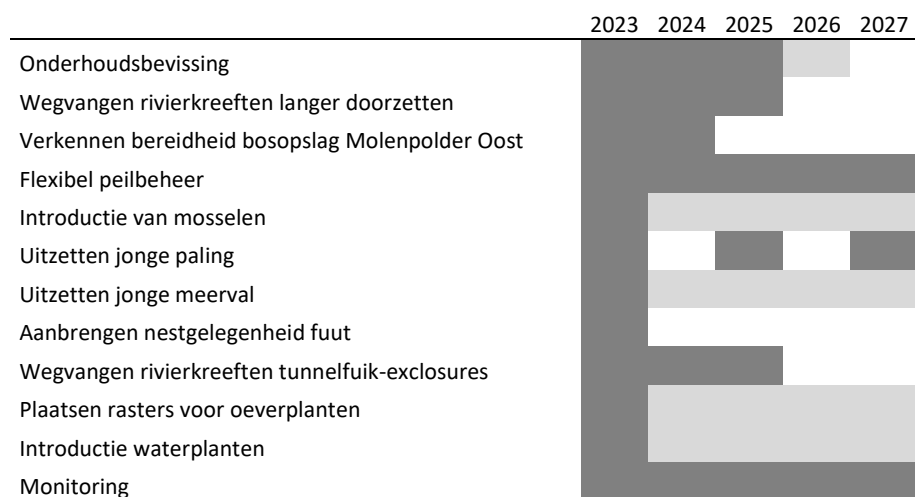 2023 2024 2025 2026 2027
Onderhoudsbevissing
Wegvangen rivierkreeften langer doorzetten
Verkennen bereidheid bosopslag Molenpolder Oost
Flexibel peilbeheer
Introductie van mosselen
Uitzetten jonge paling
Uitzetten jonge meerval
Aanbrengen nestgelegenheid fuut
Wegvangen rivierkreeften tunnelfuik-exclosures
Plaatsen rasters voor oeverplanten
Introductie waterplanten
Monitoring